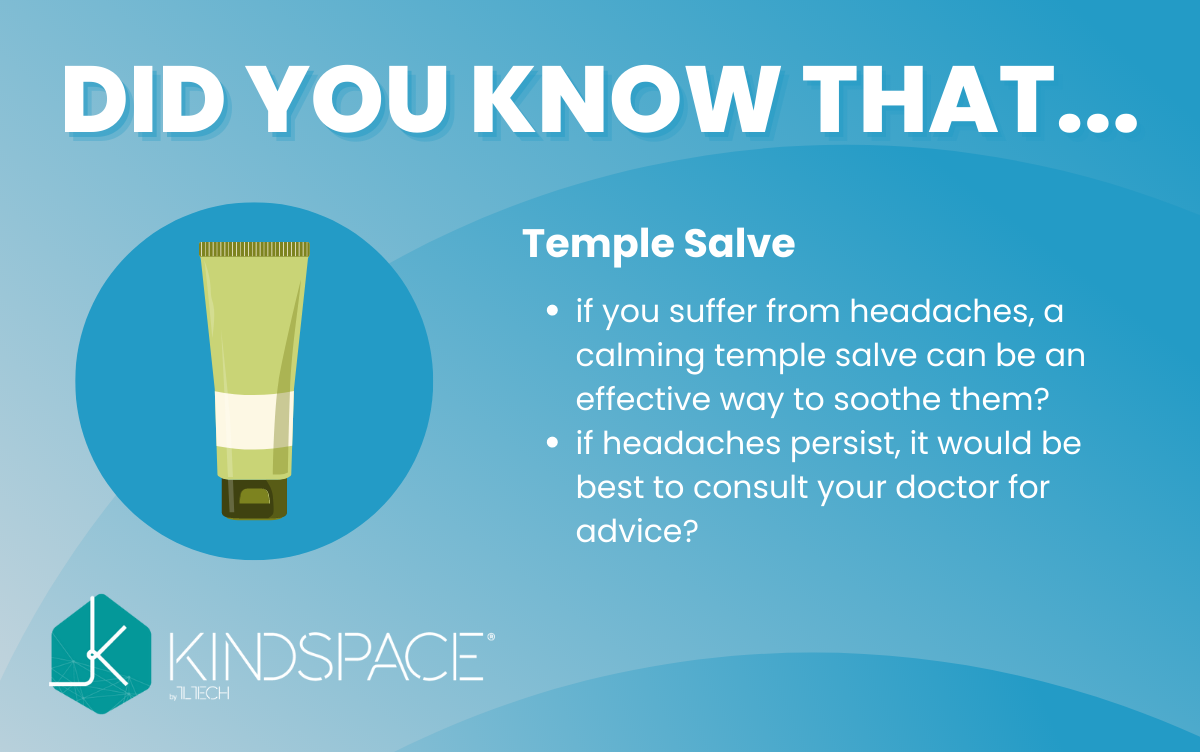 DID YOU KNOW THAT...
Temple Salve
• if you suffer from headaches, a
calming temple salve can be an
effective way to soothe them?
• if headaches persist, it would be
best to consult your doctor for
advice?
KINDSPACE®
by TL TECH